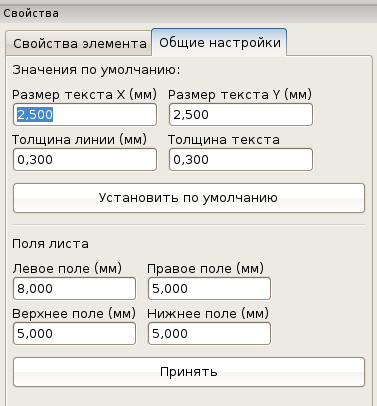 Свойства
Свойства элемента Общие настройки
Значения по умолчанию:
Размер текста X (мм) Размер текста Y (мм)
2,500 2,500
Толщина линии (мм) Толщина текста
0,300 0,300
Установить по умолчанию
Поля листа
Левое поле (мм) Правое поле (мм)
8,000 5,000
Верхнее поле (мм) Нижнее поле (мм)
5,000 5,000
Принять